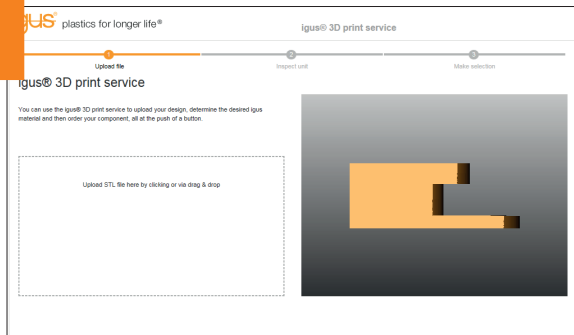 igus® plastics for longer life®
igus® 3D print service
1
2
3
Upload file
Inspect unit
Make selection
igus® 3D print service
You can use the igus® 3D print service to upload your design, determine the desired igus
material and then order your component, all at the push of a button.
Upload STL file here by clicking or via drag & drop